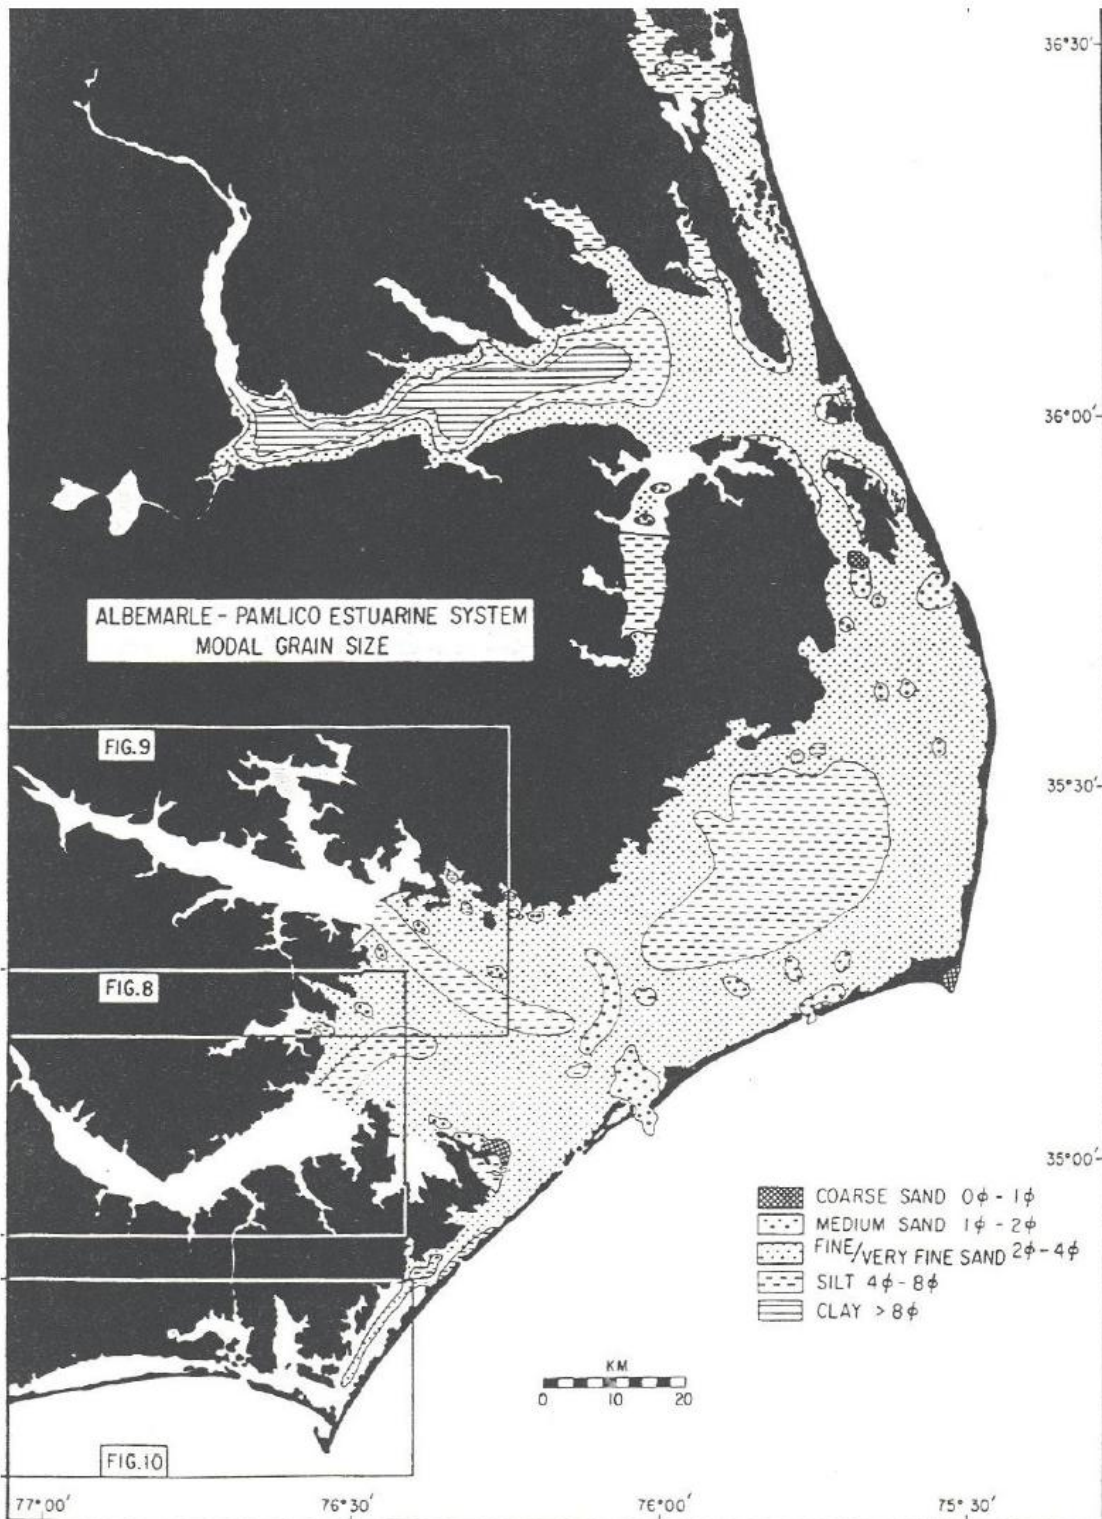 36°30'
36°00'
ALBEMARLE - PAMLICO ESTUARINE SYSTEM
MODAL GRAIN SIZE
FIG.9
35°30'
FIG.8
35°00'
COARSE SAND 0ϕ - 1ϕ
MEDIUM SAND 1ϕ - 2ϕ
FINE/VERY FINE SAND 2ϕ - 4ϕ
SILT 4ϕ - 8ϕ
CLAY > 8ϕ
KM
0 10 20
FIG.10
77°00' 76°30' 76°00' 75°30'